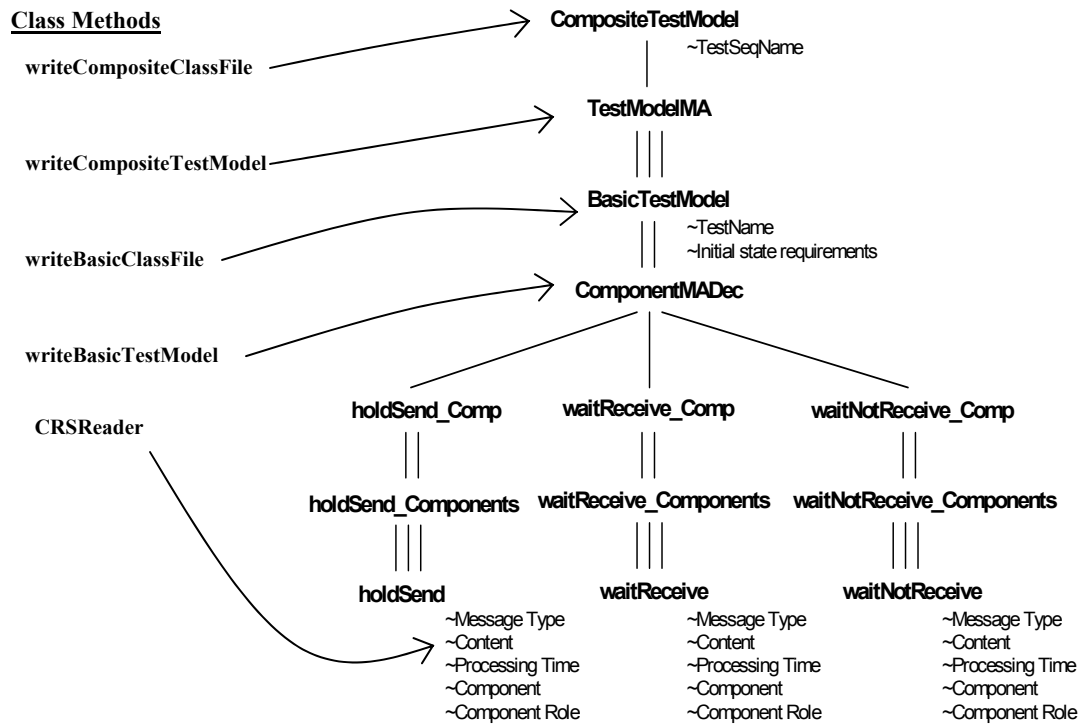 Class Methods
CompositeTestModel
~TestSeqName
writeCompositeClassFile
TestModelMA
writeCompositeTestModel
BasicTestModel
~TestName
~Initial state requirements
writeBasicClassFile
ComponentMADec
writeBasicTestModel
holdSend_Comp waitReceive_Comp waitNotReceive_Comp
CRSReader
holdSend_Components waitReceive_Components waitNotReceive_Components
holdSend waitReceive waitNotReceive
~Message Type ~Message Type ~Message Type
~Content ~Content ~Content
~Processing Time ~Processing Time ~Processing Time
~Component ~Component ~Component
~Component Role ~Component Role ~Component Role